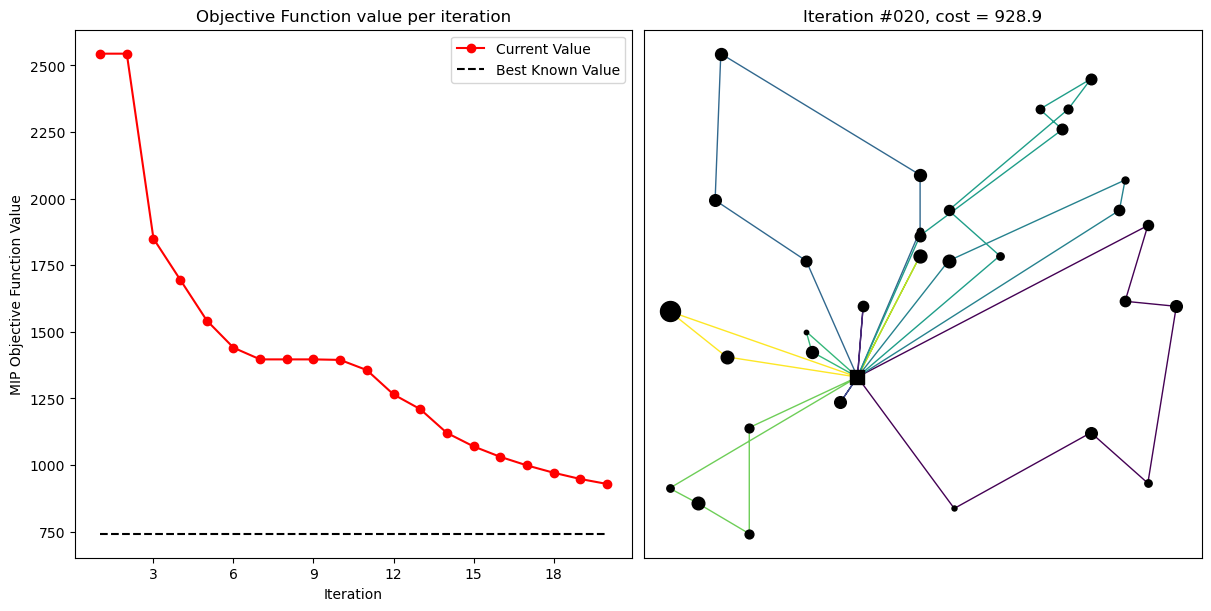 Objective Function value per iteration
Current Value
Best Known Value
2500
2250
2000
1750
1500
1250
1000
750
MIP Objective Function Value
3
6
9
12
15
18
Iteration
Iteration #020, cost = 928.9